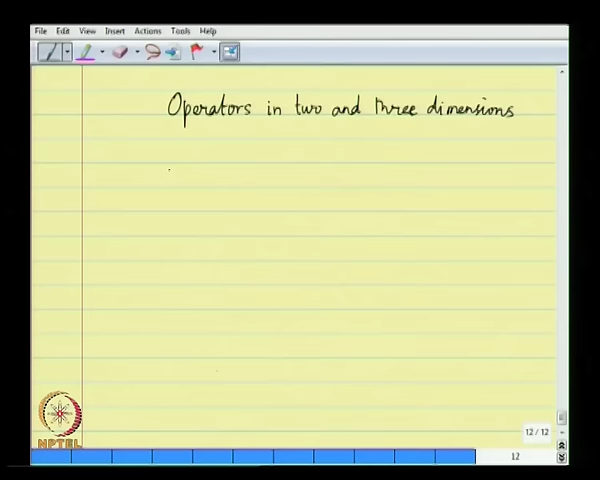 File Edit View Insert Actions Tools Help
Operators in two and three dimensions
NPTEL
12 / 12
12